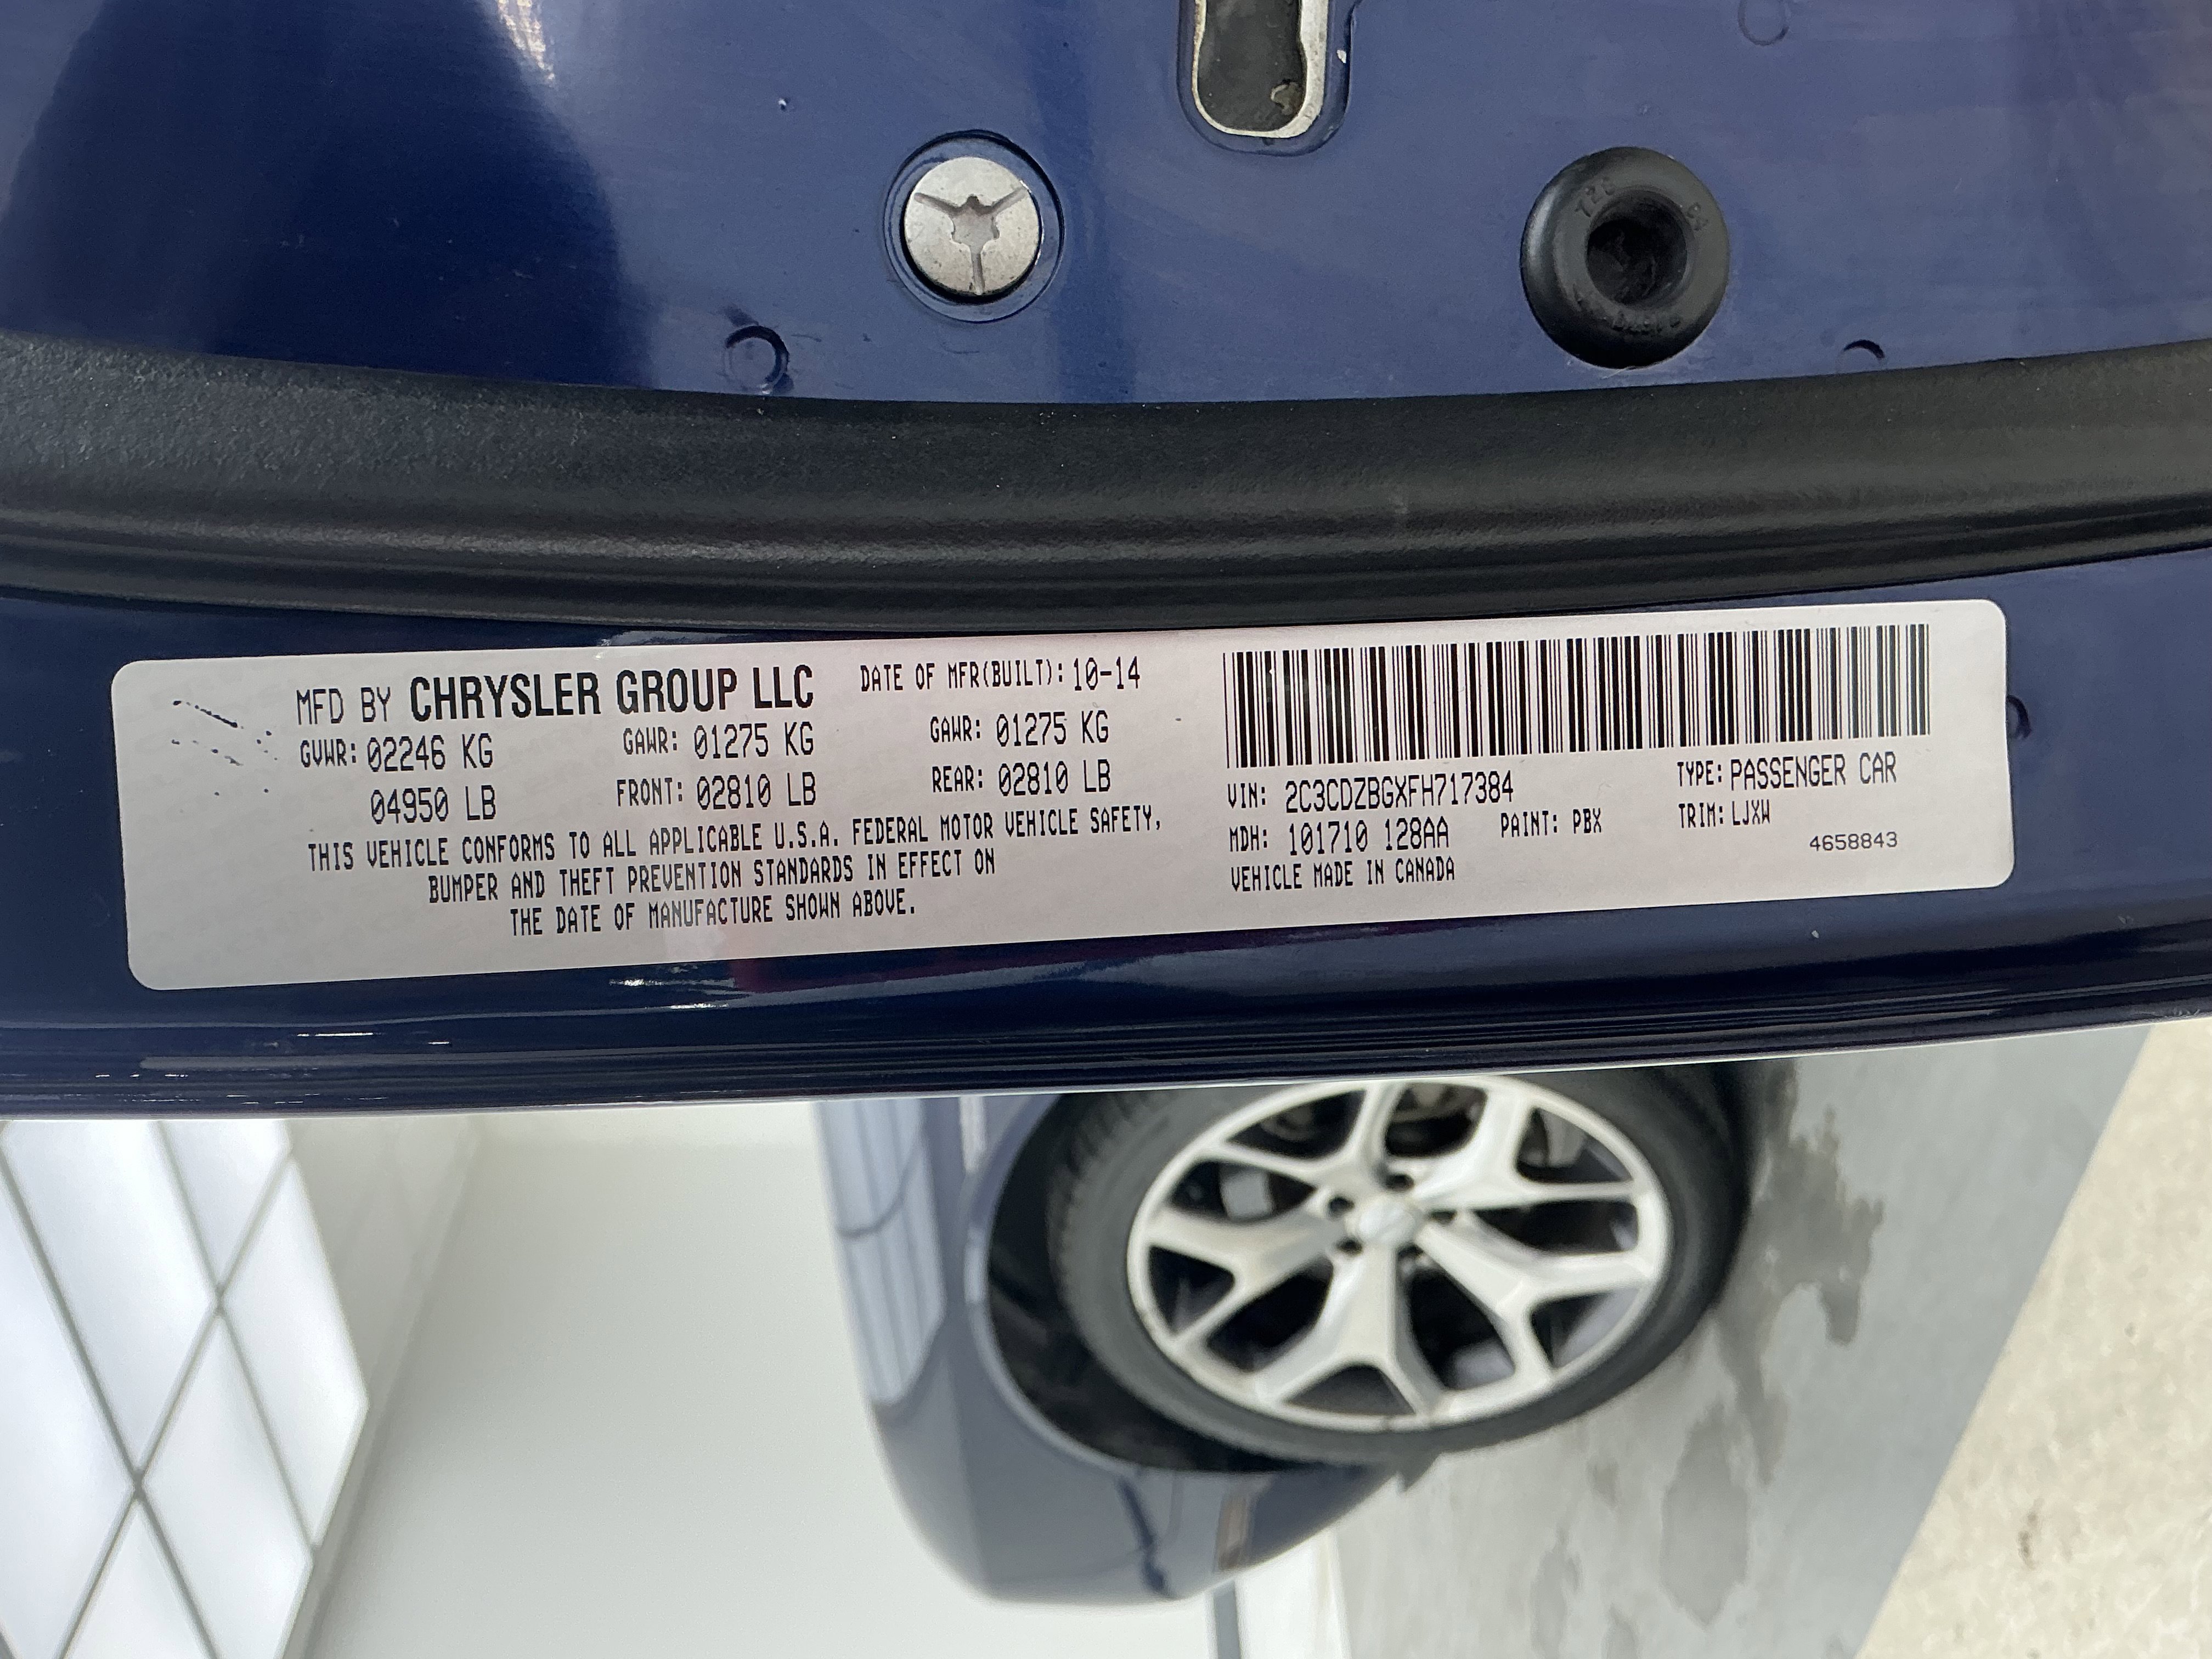 MFD BY CHRYSLER GROUP LLC DATE OF MFR(BUILT): 10-14
GVWR: 02246 KG GAWR: 01275 KG GAWR: 01275 KG
04950 LB FRONT: 02810 LB REAR: 02810 LB
THIS VEHICLE CONFORMS TO ALL APPLICABLE U.S.A. FEDERAL MOTOR VEHICLE SAFETY,
BUMPER AND THEFT PREVENTION STANDARDS IN EFFECT ON
THE DATE OF MANUFACTURE SHOWN ABOVE.
VIN: 2C3CDZBGXFH717384 TYPE: PASSENGER CAR
MDH: 101710 128AA PAINT: PBX TRIM: LJXW
4658843
VEHICLE MADE IN CANADA